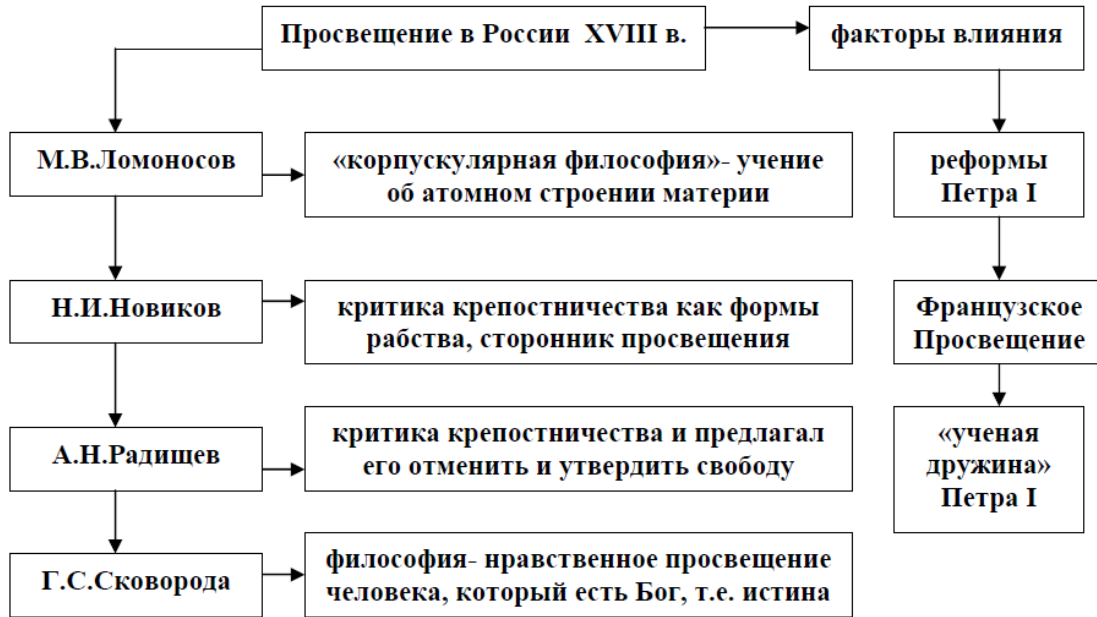 Просвещение в России XVIII в.
факторы влияния
М.В.Ломоносов
«корпускулярная философия»- учение
об атомном строении материи
реформы
Петра I
Н.И.Новиков
критика крепостничества как формы
рабства, сторонник просвещения
Французское
Просвещение
А.Н.Радищев
критика крепостничества и предлагал
его отменить и утвердить свободу
«ученая
дружина»
Петра I
Г.С.Сковорода
философия- нравственное просвещение
человека, который есть Бог, т.е. истина